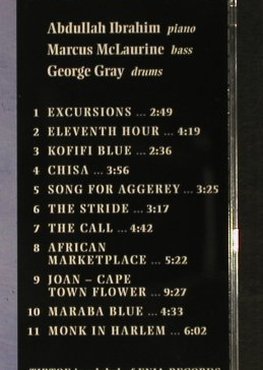 Abdullah Ibrahim piano
Marcus McLaurine bass
George Gray drums
1 EXCURSIONS ... 2:49
2 ELEVENTH HOUR ... 4:19
3 KOFIFI BLUE ... 2:36
4 CHISA ... 3:56
5 SONG FOR AGGEREY ... 3:25
6 THE STRIDE ... 3:17
7 THE CALL ... 4:42
8 AFRICAN
MARKETPLACE ... 5:22
9 JOAN – CAPE
TOWN FLOWER ... 9:27
10 MARABA BLUE ... 4:33
11 MONK IN HARLEM ... 6:02
RECORDS